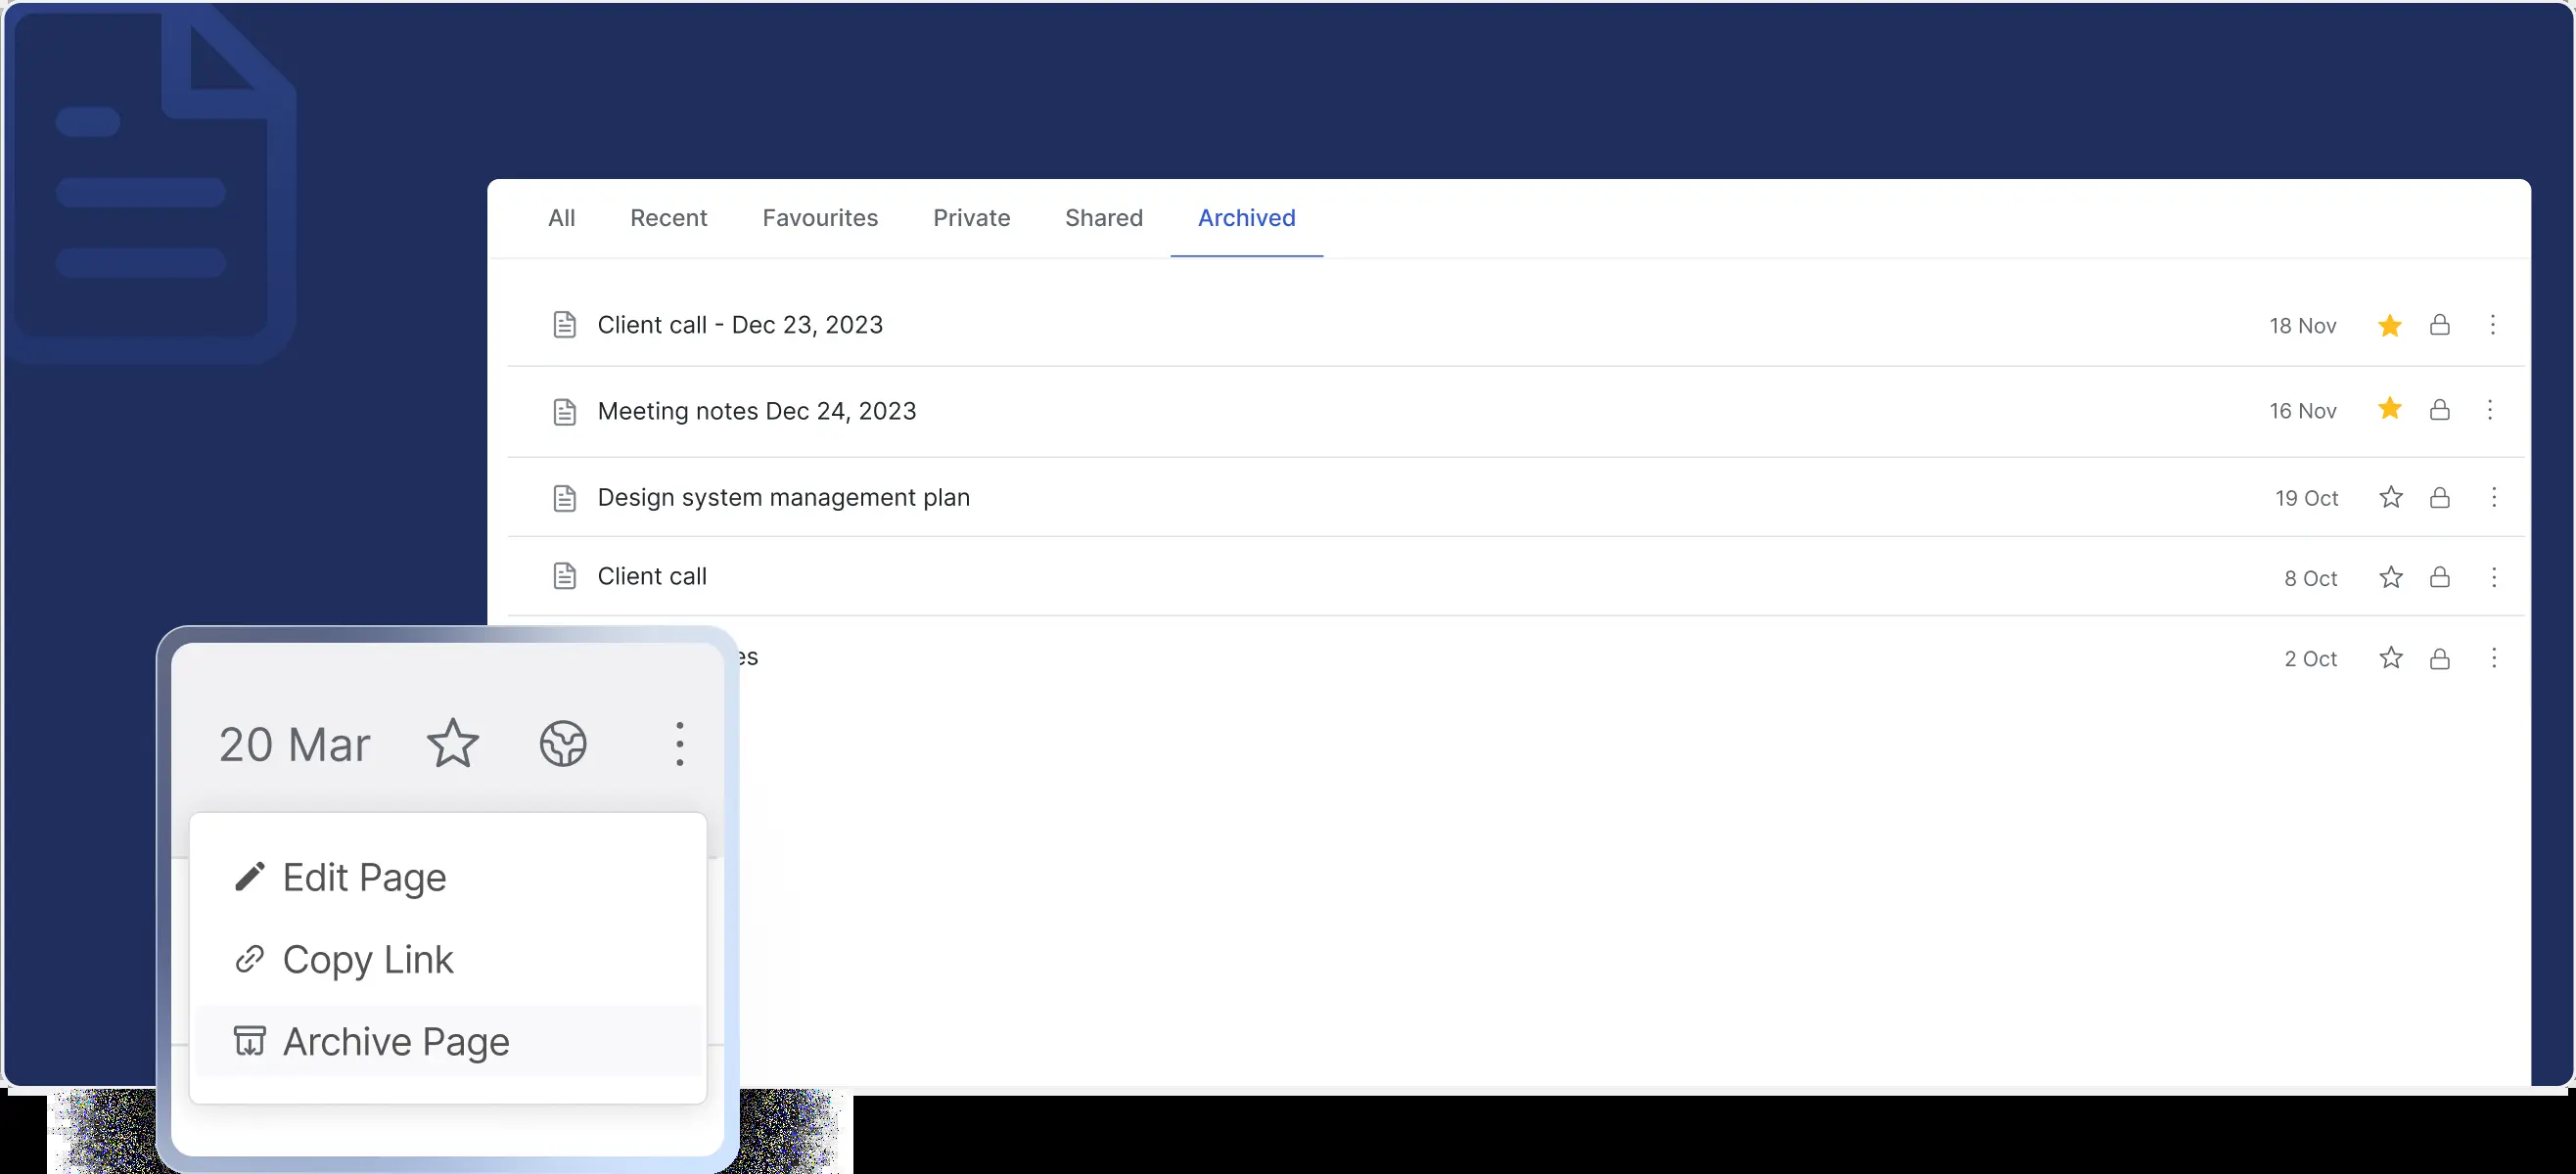 All Recent Favourites Private Shared Archived
Client call - Dec 23, 2023 18 Nov
Meeting notes Dec 24, 2023 16 Nov
Design system management plan 19 Oct
Client call 8 Oct
2 Oct
20 Mar
Edit Page
Copy Link
Archive Page